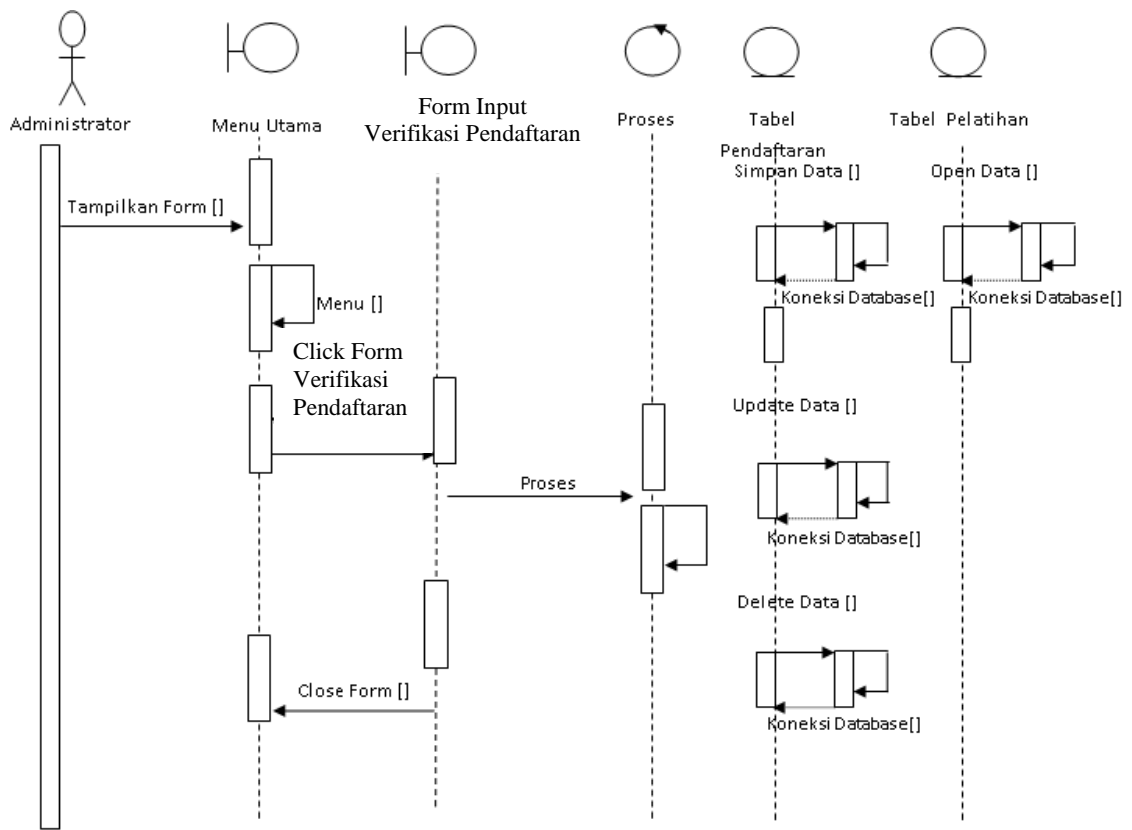 Administrator
Menu Utama
Form Input
Verifikasi Pendaftaran
Proses
Tabel
Pendaftaran
Tabel Pelatihan
Simpan Data []
Open Data []
Tampilkan Form []
Koneksi Database[]
Koneksi Database[]
Menu []
Click Form
Verifikasi
Pendaftaran
Update Data []
Proses
Koneksi Database[]
Delete Data []
Close Form []
Koneksi Database[]